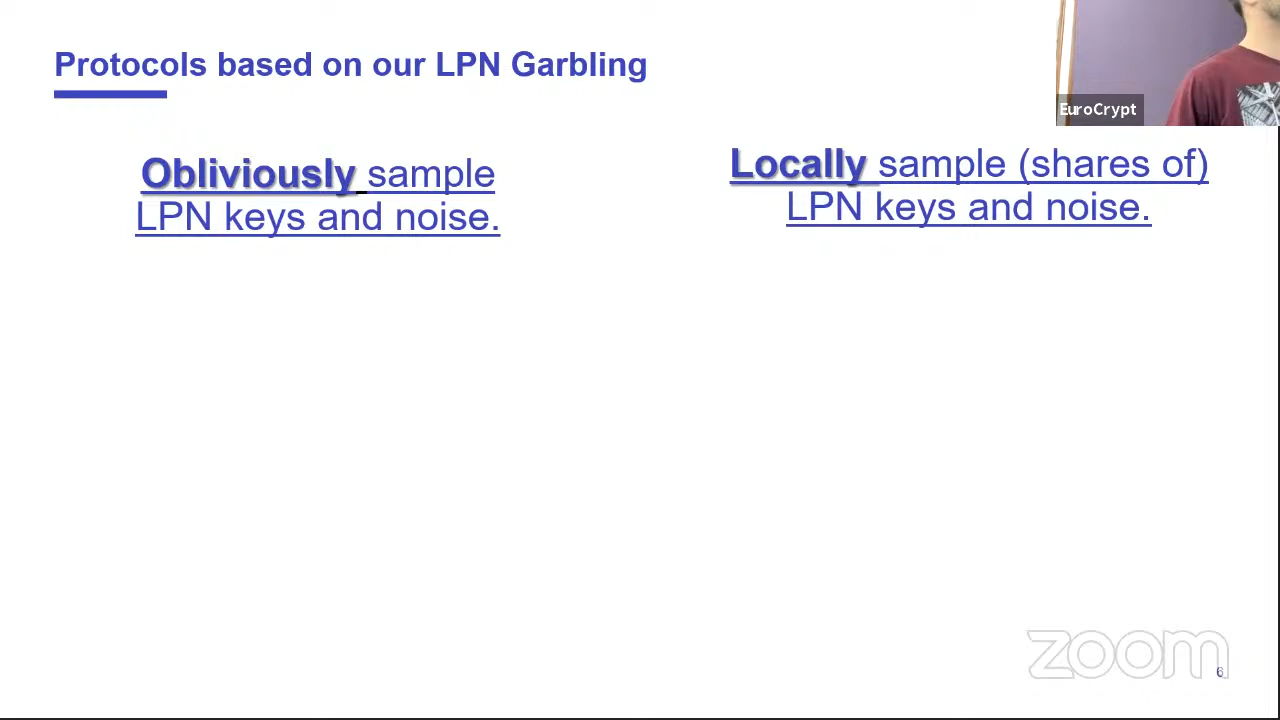 Protocols based on our LPN Garbling
EuroCrypt
Obliviously sample
LPN keys and noise.
Locally sample (shares of)
LPN keys and noise.
zoom
6